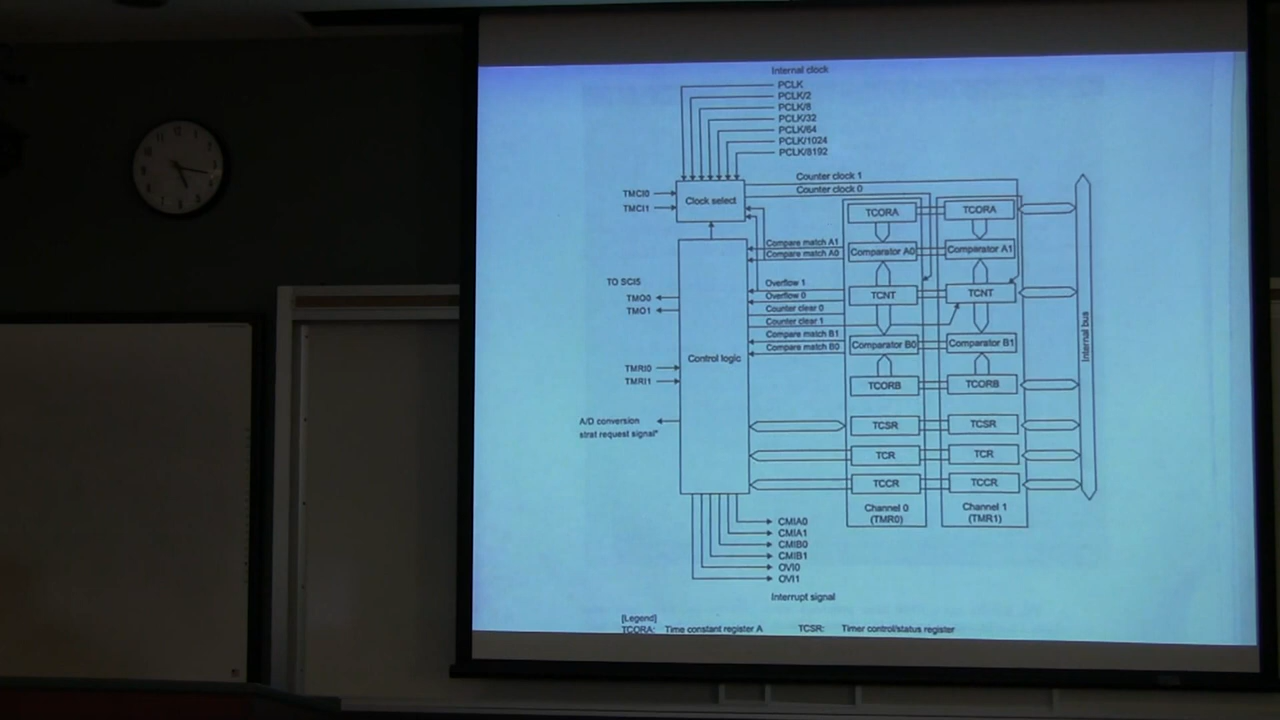 Internal clock
PCLK
PCLK/2
PCLK/8
PCLK/32
PCLK/64
PCLK/1024
PCLK/8192
Counter clock 1
Counter clock 0
TMCI0
TMCI1
Clock select
TCORA
TCORA
Compare match A1
Compare match A0
Comparator A0
Comparator A1
TO SCI5
TMO0
TMO1
Overflow 1
Overflow 0
Counter clear 0
Counter clear 1
TCNT
TCNT
Compare match B1
Compare match B0
Comparator B0
Comparator B1
Internal bus
Control logic
TMRI0
TMRI1
TCORB
TCORB
A/D conversion
strat request signal*
TCSR
TCSR
TCR
TCR
TCCR
TCCR
Channel 0
(TMR0)
Channel 1
(TMR1)
CMIA0
CMIA1
CMIB0
CMIB1
OVI0
OVI1
Interrupt signal
[Legend]
TCORA: Time constant register A TCSR: Timer control/status register